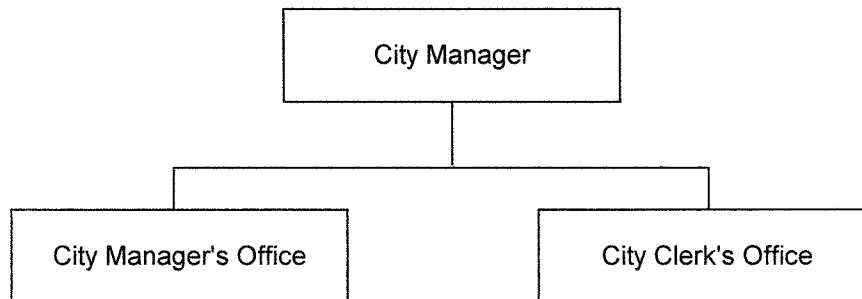 City Manager
City Manager's Office
City Clerk's Office